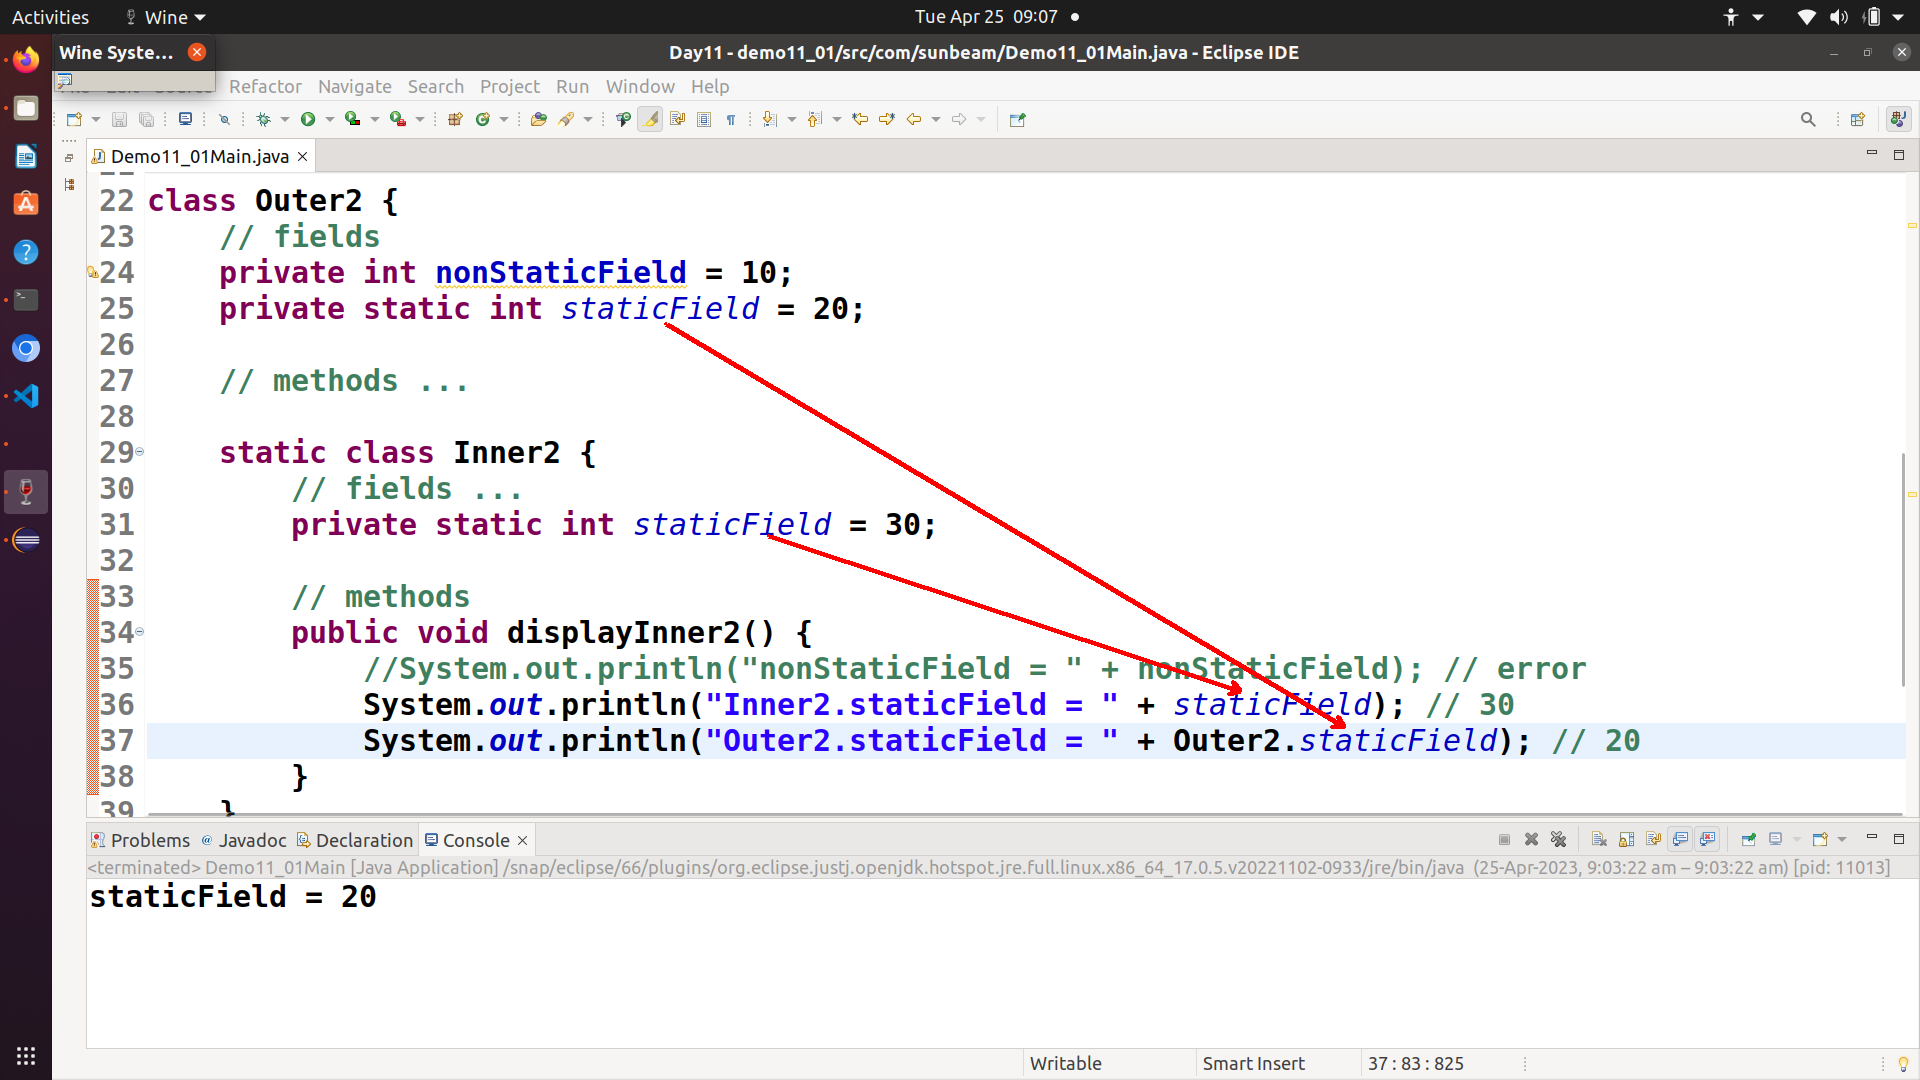 Activities Wine Tue Apr 25 09:07
Wine Syste... Day11 - demo11_01/src/com/sunbeam/Demo11_01Main.java - Eclipse IDE
Refactor Navigate Search Project Run Window Help
Demo11_01Main.java
22 class Outer2 {
23 // fields
24 private int nonStaticField = 10;
25 private static int staticField = 20;
26
27 // methods ...
28
29 static class Inner2 {
30 // fields ...
31 private static int staticField = 30;
32
33 // methods
34 public void displayInner2() {
35 //System.out.println("nonStaticField = " + nonStaticField); // error
36 System.out.println("Inner2.staticField = " + staticField); // 30
37 System.out.println("Outer2.staticField = " + Outer2.staticField); // 20
38 }
39 }
Problems Javadoc Declaration Console
<terminated> Demo11_01Main [Java Application] /snap/eclipse/66/plugins/org.eclipse.justj.openjdk.hotspot.jre.full.linux.x86_64_17.0.5.v20221102-0933/jre/bin/java (25-Apr-2023, 9:03:22 am – 9:03:22 am) [pid: 11013]
staticField = 20
Writable Smart Insert 37 : 83 : 825